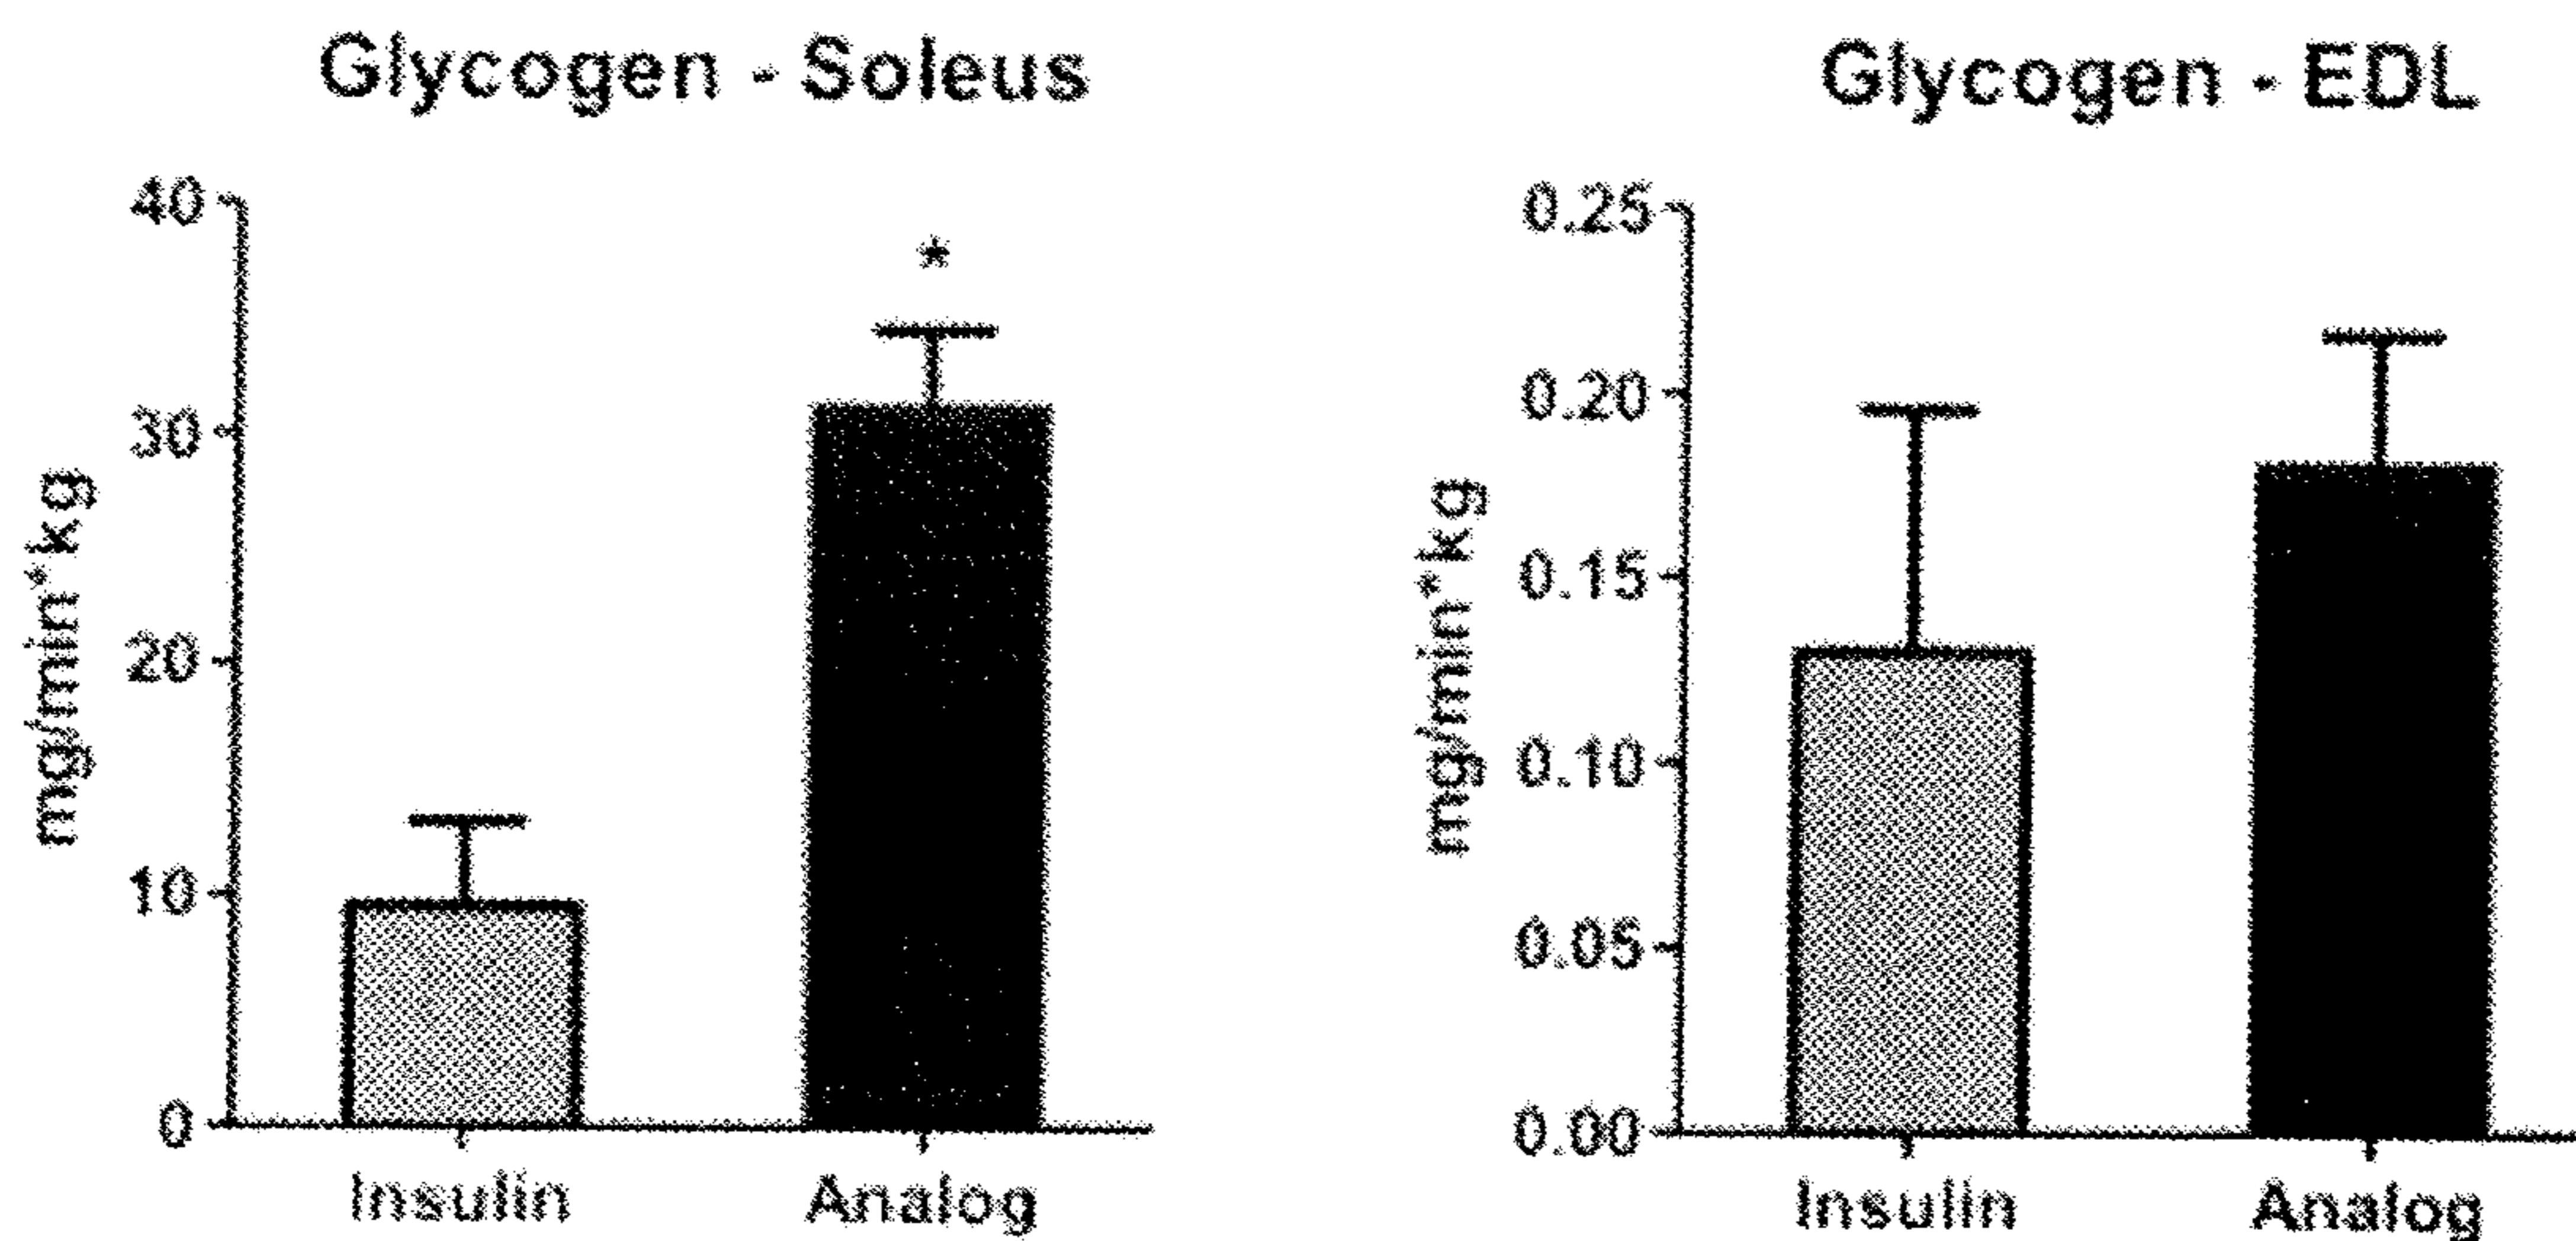 Glycogen - Soleus
40
*
30
20
10
0
mg/min*kg
Insulin
Analog
Glycogen - EDL
0.25
0.20
0.15
0.10
0.05
0.00
mg/min*kg
Insulin
Analog